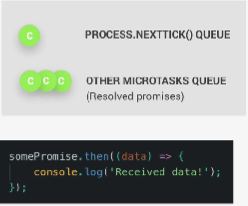 C
PROCESS.NEXTTICK() QUEUE
C C C
OTHER MICROTASKS QUEUE
(Resolved promises)
somePromise.then((data) => {
    console.log('Received data!');
});